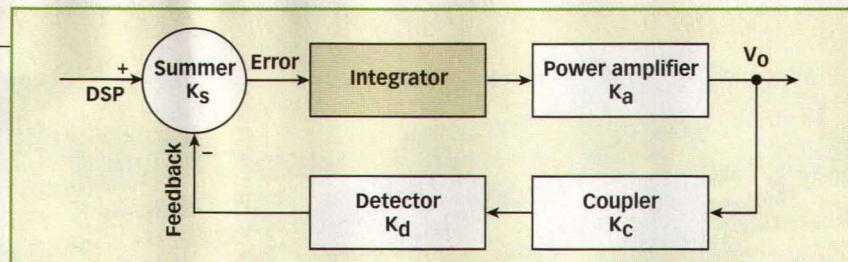 Summer
Ks
+
DSP
Error
Integrator
Power amplifier
Ka
Vo
Feedback
−
Detector
Kd
Coupler
Kc